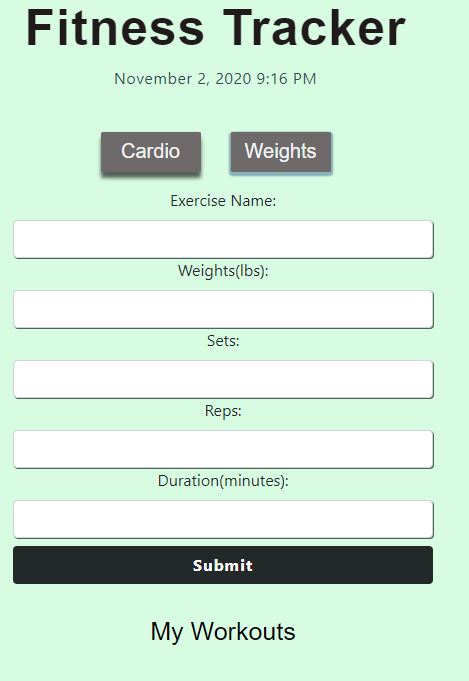 Fitness Tracker
November 2, 2020 9:16 PM
Cardio Weights
Exercise Name:
Weights(lbs):
Sets:
Reps:
Duration(minutes):
Submit
My Workouts